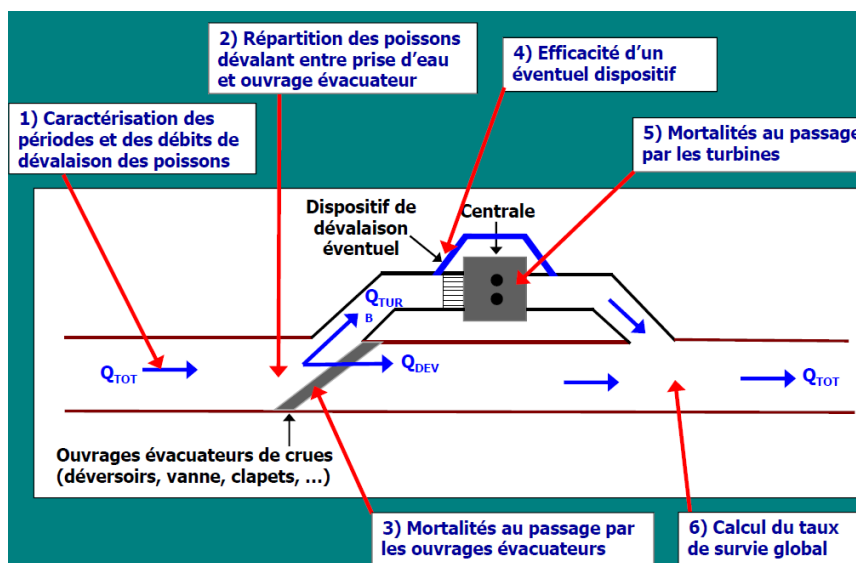 2) Répartition des poissons
dévalant entre prise d'eau
et ouvrage évacuateur
4) Efficacité d'un
éventuel dispositif
1) Caractérisation des
périodes et des débits de
dévalaison des poissons
5) Mortalités au passage
par les turbines
Dispositif de
dévalaison
éventuel
Centrale
QTUR
B
QTOT
QDEV
QTOT
Ouvrages évacuateurs de crues
(déversoirs, vanne, clapets, ...)
3) Mortalités au passage par
les ouvrages évacuateurs
6) Calcul du taux
de survie global